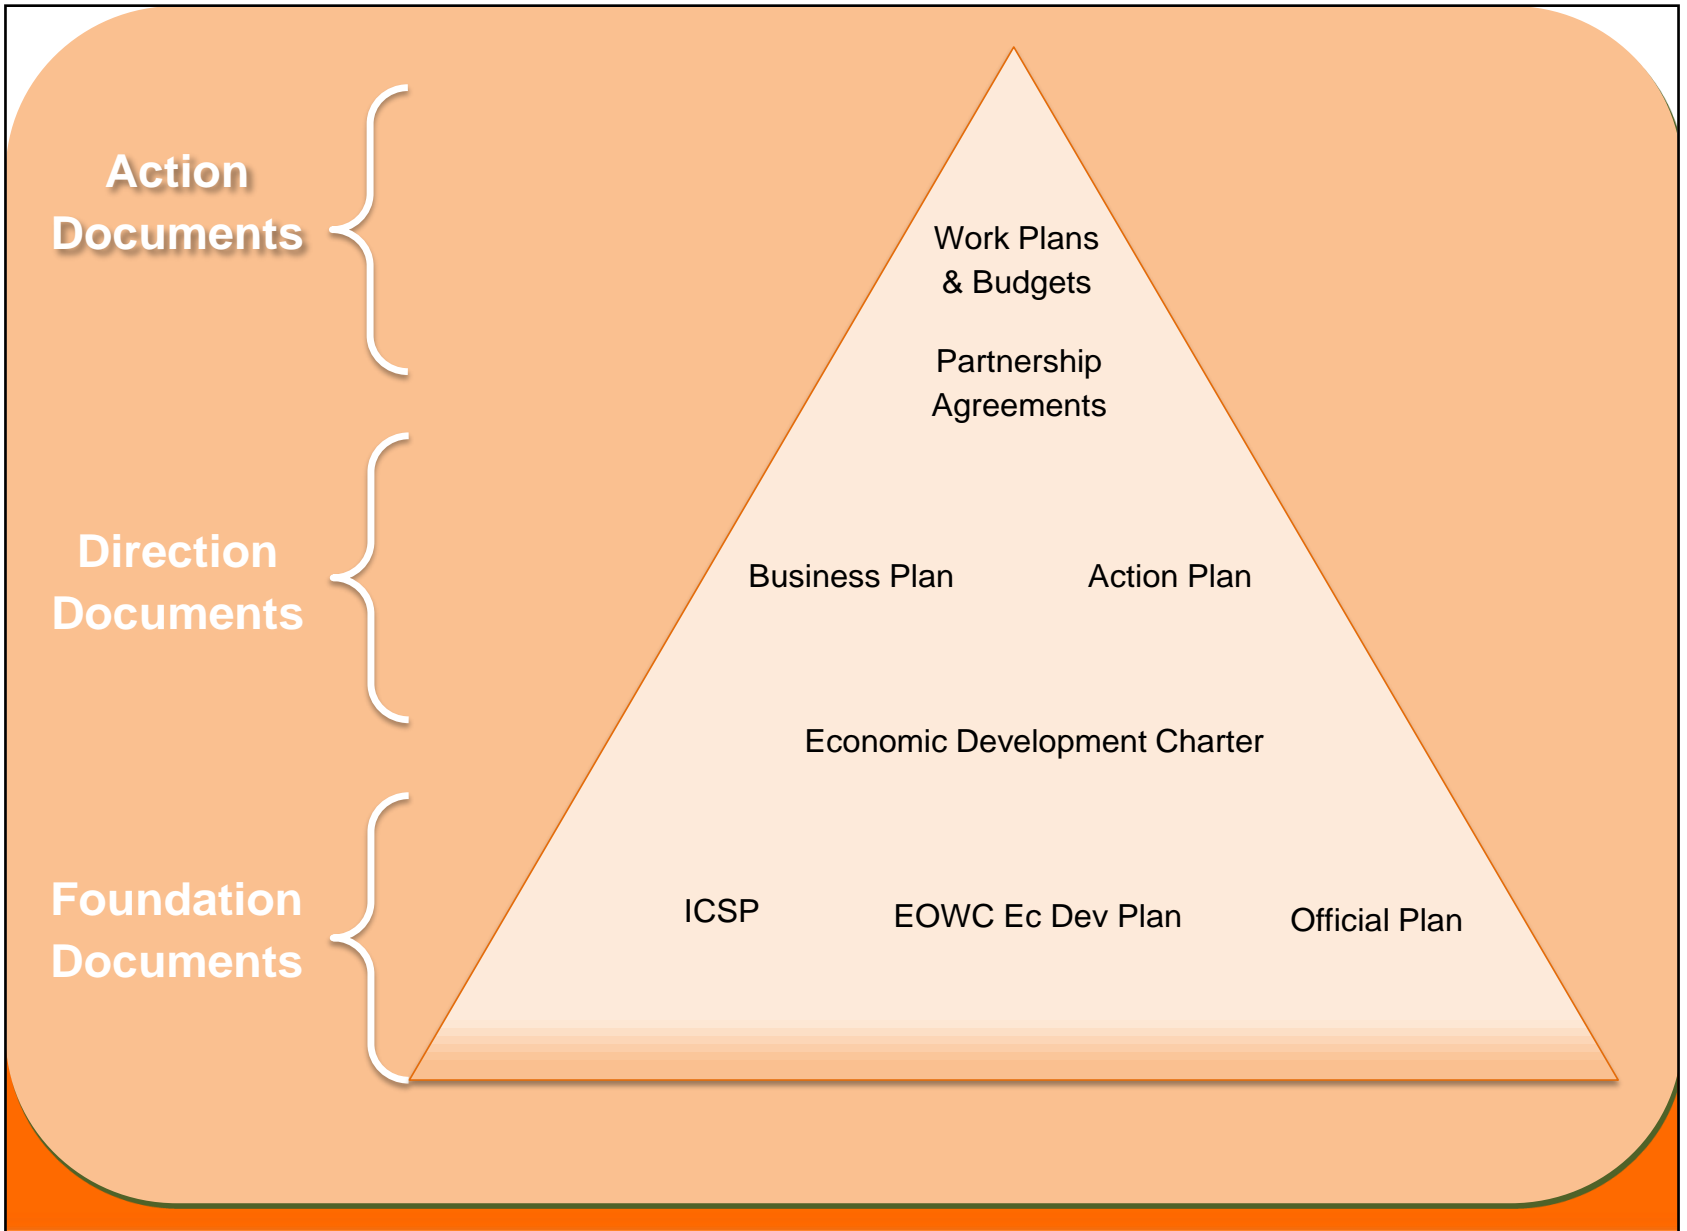 Action
Documents
Work Plans
& Budgets
Partnership
Agreements
Direction
Documents
Business Plan
Action Plan
Economic Development Charter
Foundation
Documents
ICSP
EOWC Ec Dev Plan
Official Plan